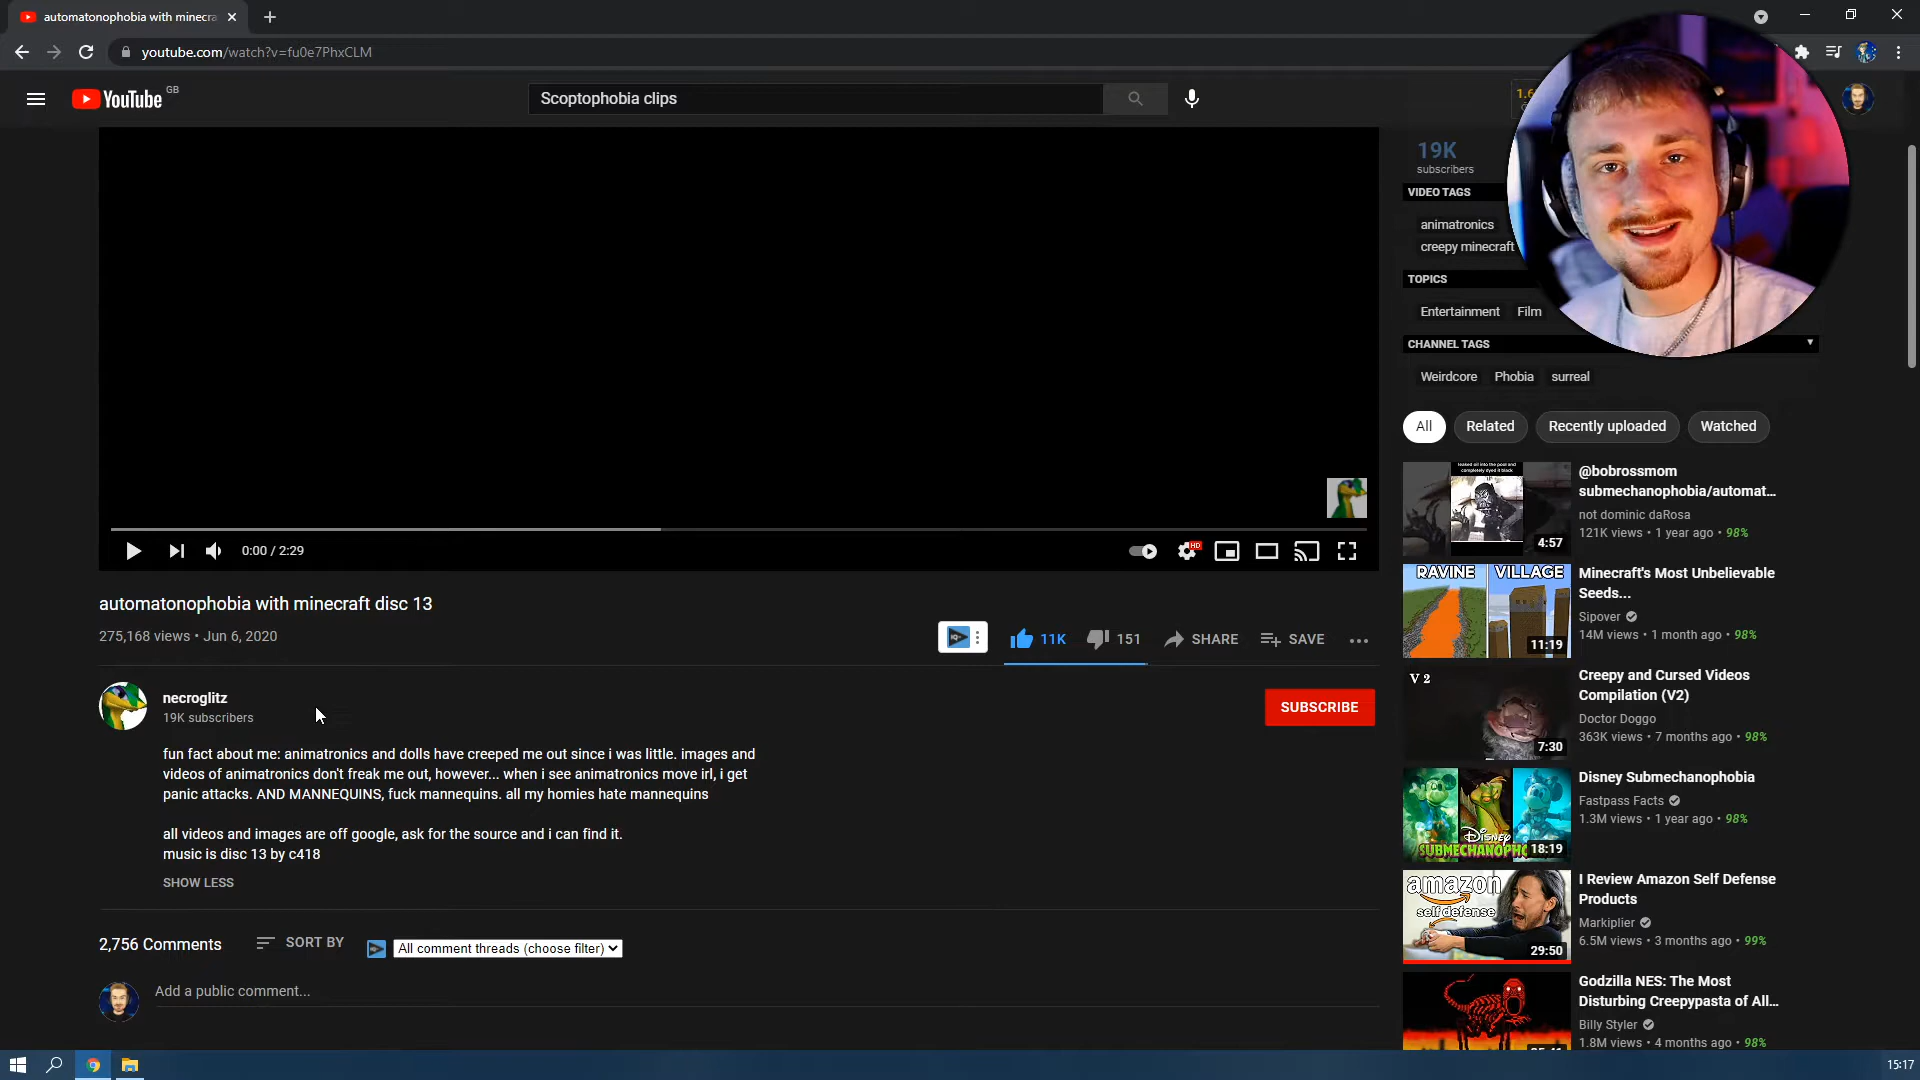 automatonophobia with minecra
youtube.com/watch?v=fu0e7PhxCLM
YouTube GB
Scoptophobia clips
19K
subscribers
VIDEO TAGS
animatronics
creepy minecraft
TOPICS
Entertainment Film
CHANNEL TAGS
Weirdcore Phobia surreal
All Related Recently uploaded Watched
0:00 / 2:29
HD
automatonophobia with minecraft disc 13
275,168 views • Jun 6, 2020
11K 151 SHARE SAVE
necroglitz
19K subscribers
SUBSCRIBE
fun fact about me: animatronics and dolls have creeped me out since i was little. images and
videos of animatronics don't freak me out, however... when i see animatronics move irl, i get
panic attacks. AND MANNEQUINS, fuck mannequins. all my homies hate mannequins
all videos and images are off google, ask for the source and i can find it.
music is disc 13 by c418
SHOW LESS
2,756 Comments SORT BY All comment threads (choose filter)
Add a public comment...
leaked oil into the pool and
completely dyed it black
4:57
@bobrossmom
submechanophobia/automat...
not dominic daRosa
121K views • 1 year ago • 98%
RAVINE VILLAGE
11:19
Minecraft's Most Unbelievable
Seeds...
Sipover
14M views • 1 month ago • 98%
V 2
7:30
Creepy and Cursed Videos
Compilation (V2)
Doctor Doggo
363K views • 7 months ago • 98%
Disney
SUBMECHANOPHO
18:19
Disney Submechanophobia
Fastpass Facts
1.3M views • 1 year ago • 98%
amazon
self defense
29:50
I Review Amazon Self Defense
Products
Markiplier
6.5M views • 3 months ago • 99%
Godzilla NES: The Most
Disturbing Creepypasta of All...
Billy Styler
1.8M views • 4 months ago • 98%
15:17